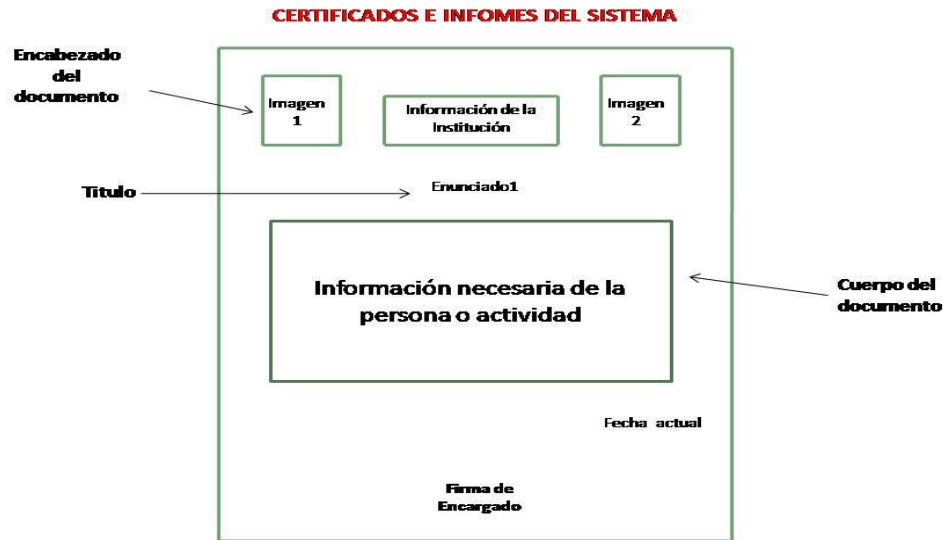 CERTIFICADOS E INFOMES DEL SISTEMA
Encabezado
del
documento
Imagen
1
Información de la
Institución
Imagen
2
Titulo
Enunciado1
Información necesaria de la
persona o actividad
Cuerpo del
documento
Fecha actual
Firma de
Encargado